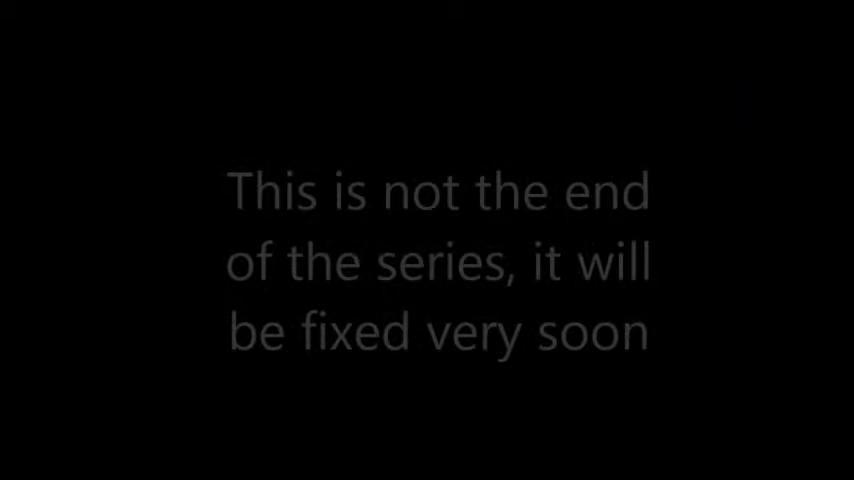 This is not the end
of the series, it will
be fixed very soon